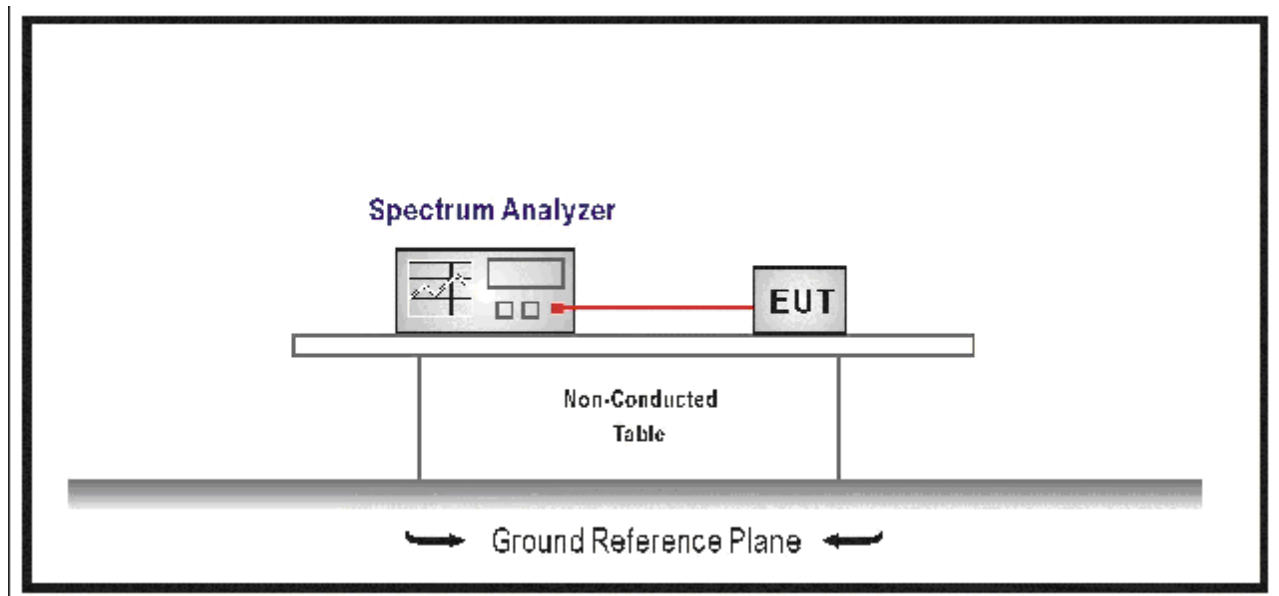 Spectrum Analyzer
EUT
Non-Conducted
Table
Ground Reference Plane